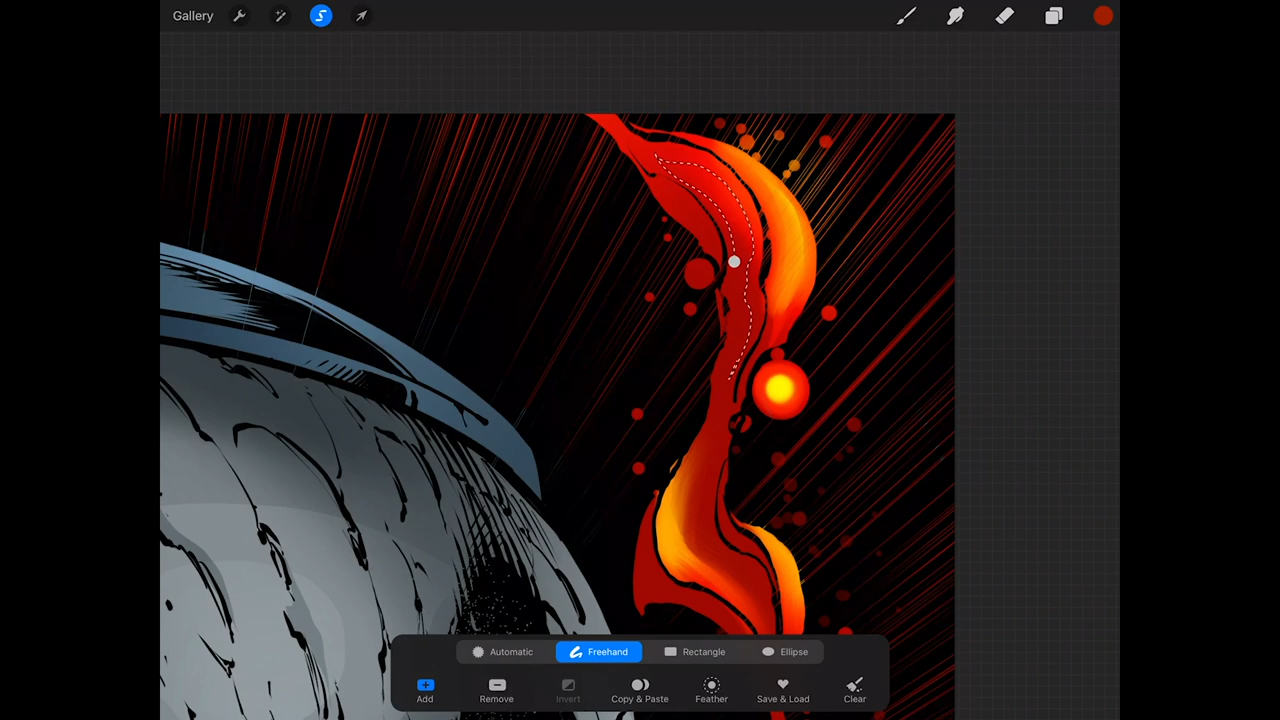 Gallery
Automatic Freehand Rectangle Ellipse
Add Remove Invert Copy & Paste Feather Save & Load Clear